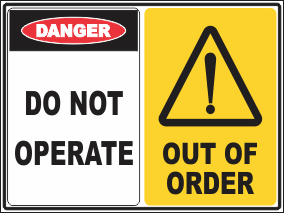 DANGER
DO NOT
OPERATE
OUT OF
ORDER